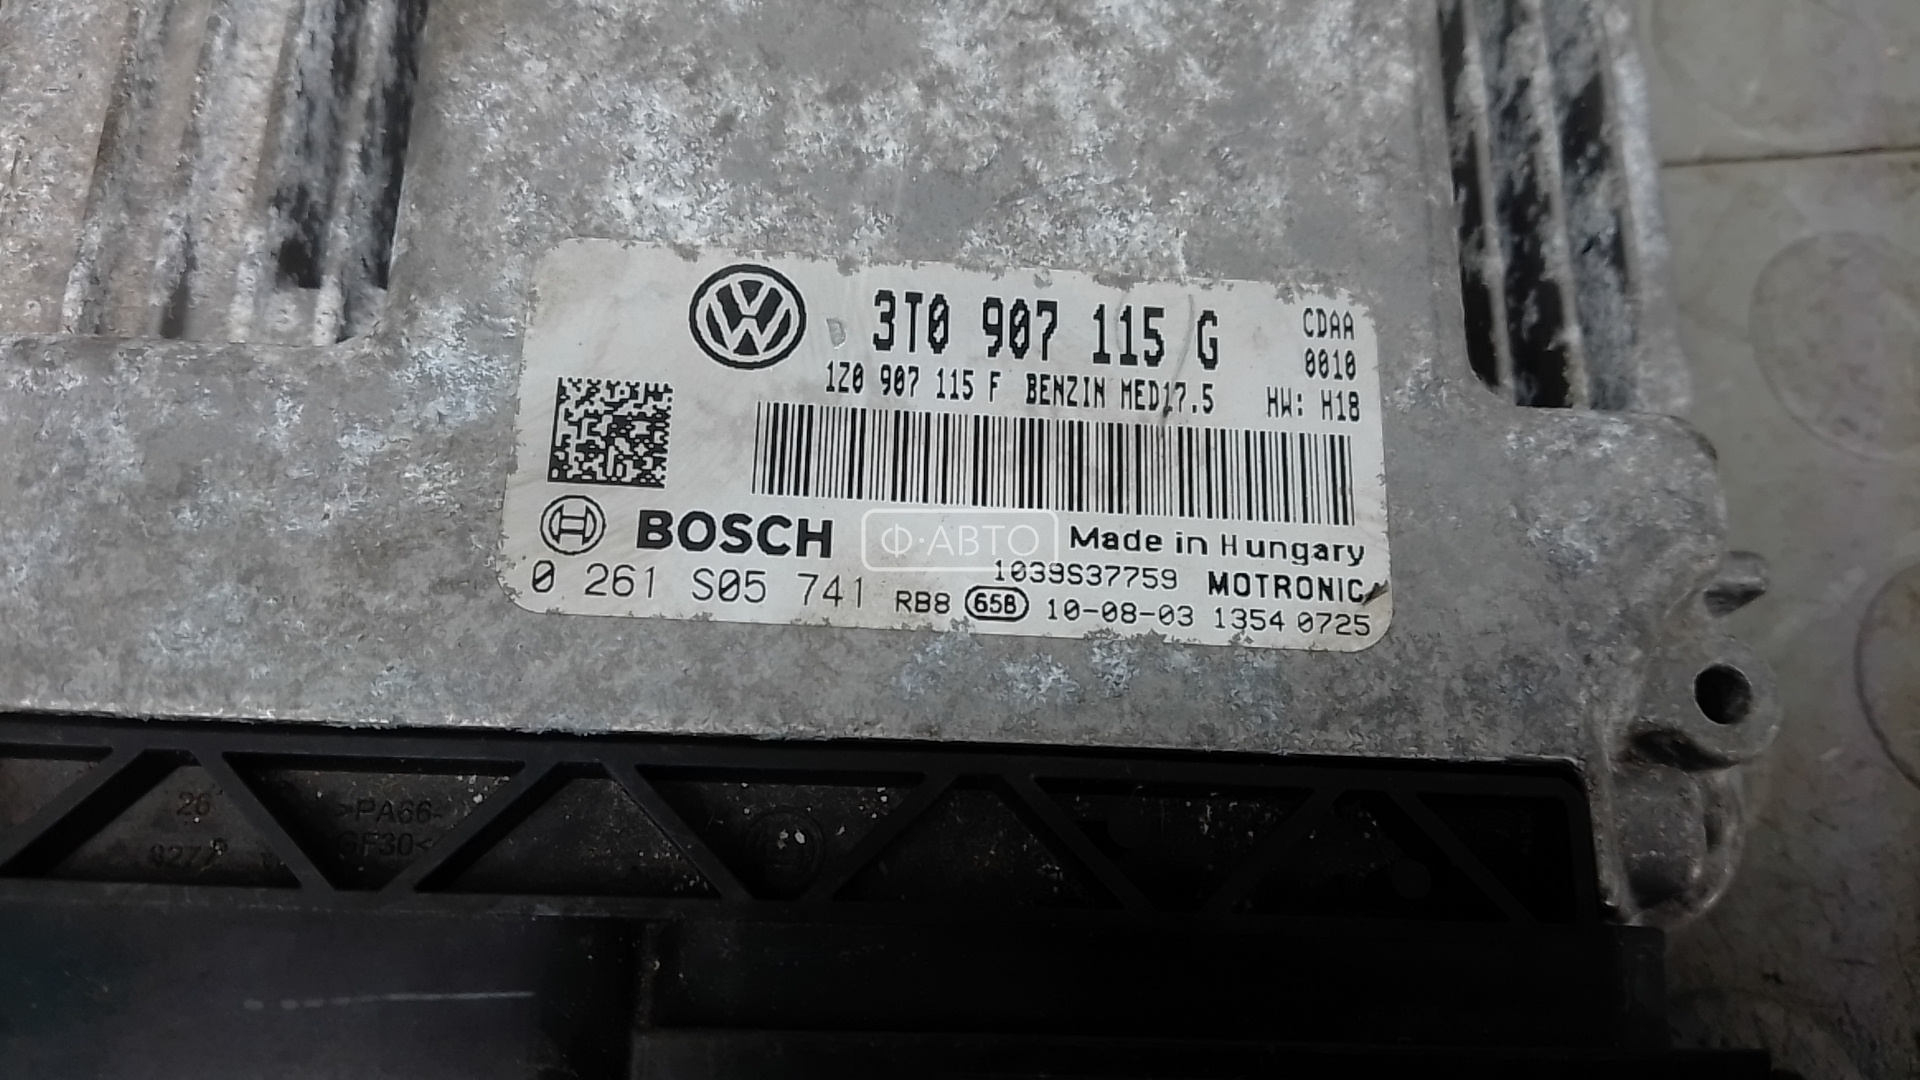 3T0 907 115 G
CDAA
0010
1Z0 907 115 F BENZIN MED17.5
HW: H18
BOSCH
Ф·АВТО
Made in Hungary
0 261 S05 741
1039S37759 MOTRONIC
RB8 65B 10-08-03 1354 0725
26
>PA66-
GF30<